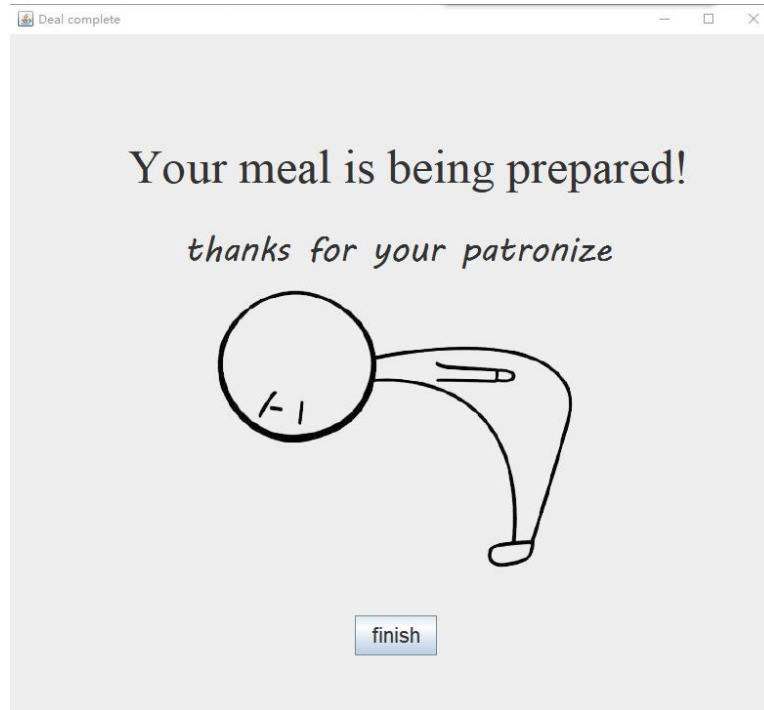 Deal complete
Your meal is being prepared!
thanks for your patronize
finish